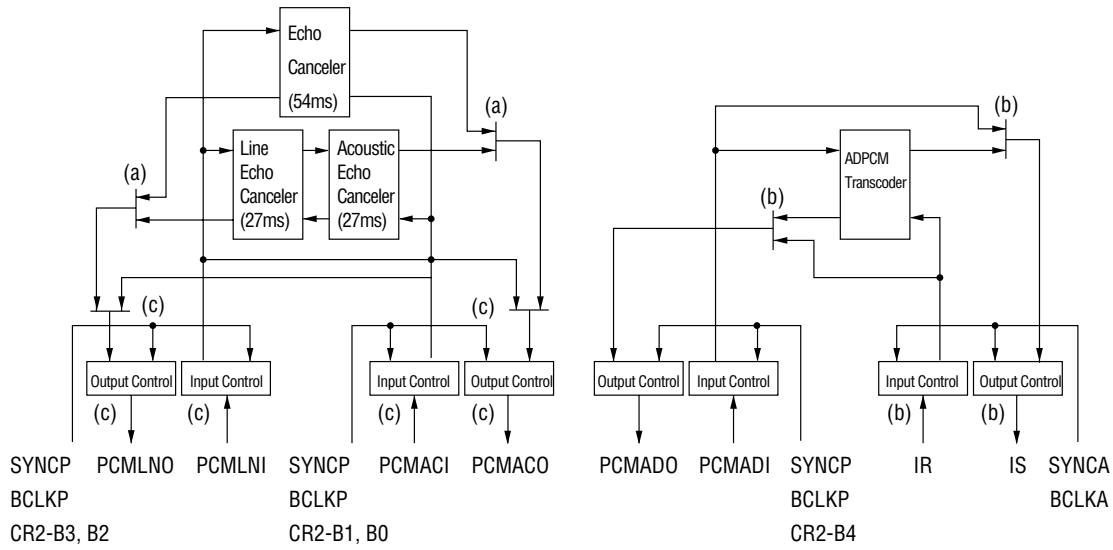 Echo
Canceler
(54ms)
(a)
(b)
Line
Echo
Canceler
(27ms)
Acoustic
Echo
Canceler
(27ms)
ADPCM
Transcoder
(a)
(b)
(c)
(c)
Output Control
Input Control
Input Control
Output Control
Output Control
Input Control
Input Control
Output Control
(c)
(c)
(c)
(c)
(b)
(b)
SYNCP
BCLKP
CR2-B3, B2
PCMLNO
PCMLNI
SYNCP
BCLKP
CR2-B1, B0
PCMACI
PCMACO
PCMADO
PCMADI
SYNCP
BCLKP
CR2-B4
IR
IS
SYNCA
BCLKA